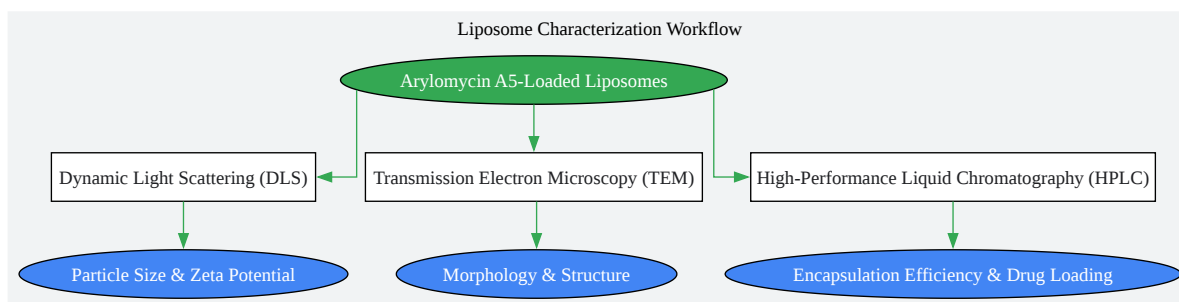 Liposome Characterization Workflow
Arylomycin A5-Loaded Liposomes
Dynamic Light Scattering (DLS)
Transmission Electron Microscopy (TEM)
High-Performance Liquid Chromatography (HPLC)
Particle Size & Zeta Potential
Morphology & Structure
Encapsulation Efficiency & Drug Loading